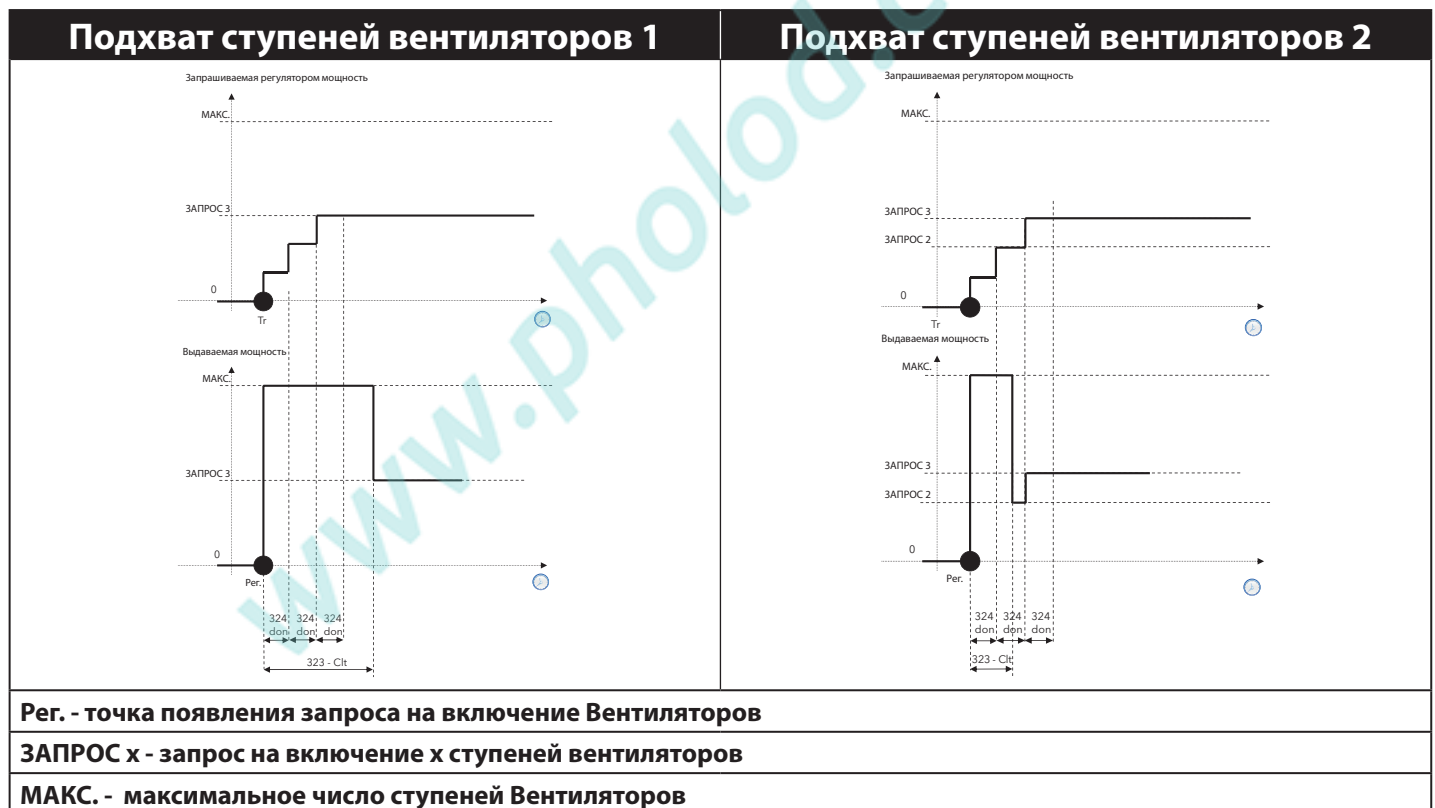 Подхват ступеней вентиляторов 1
Запрашиваемая регулятором мощность
МАКС.
ЗАПРОС 3
0
Tr
Выдаваемая мощность
МАКС.
ЗАПРОС 3
0
Рег.
324 324 324
don don don
323 - Clt
Подхват ступеней вентиляторов 2
Запрашиваемая регулятором мощность
МАКС.
ЗАПРОС 3
ЗАПРОС 2
0
Tr
Выдаваемая мощность
МАКС.
ЗАПРОС 3
ЗАПРОС 2
0
Рег.
324 324 324
don don don
323 - Clt
Рег. - точка появления запроса на включение Вентиляторов
ЗАПРОС х - запрос на включение х ступеней вентиляторов
МАКС. - максимальное число ступеней Вентиляторов
www.pholod.c